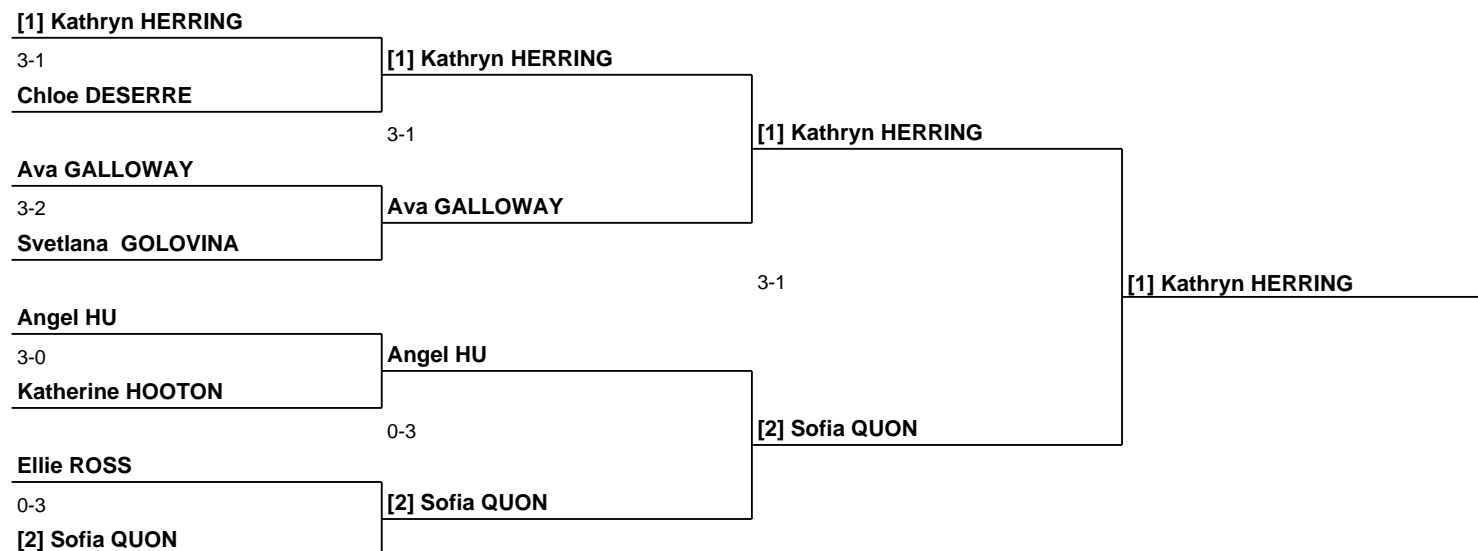 [1] Kathryn HERRING
3-1
[1] Kathryn HERRING
Chloe DESERRE
3-1
[1] Kathryn HERRING
Ava GALLOWAY
3-2
Ava GALLOWAY
Svetlana  GOLOVINA
3-1
[1] Kathryn HERRING
Angel HU
3-0
Angel HU
Katherine HOOTON
0-3
[2] Sofia QUON
Ellie ROSS
0-3
[2] Sofia QUON
[2] Sofia QUON